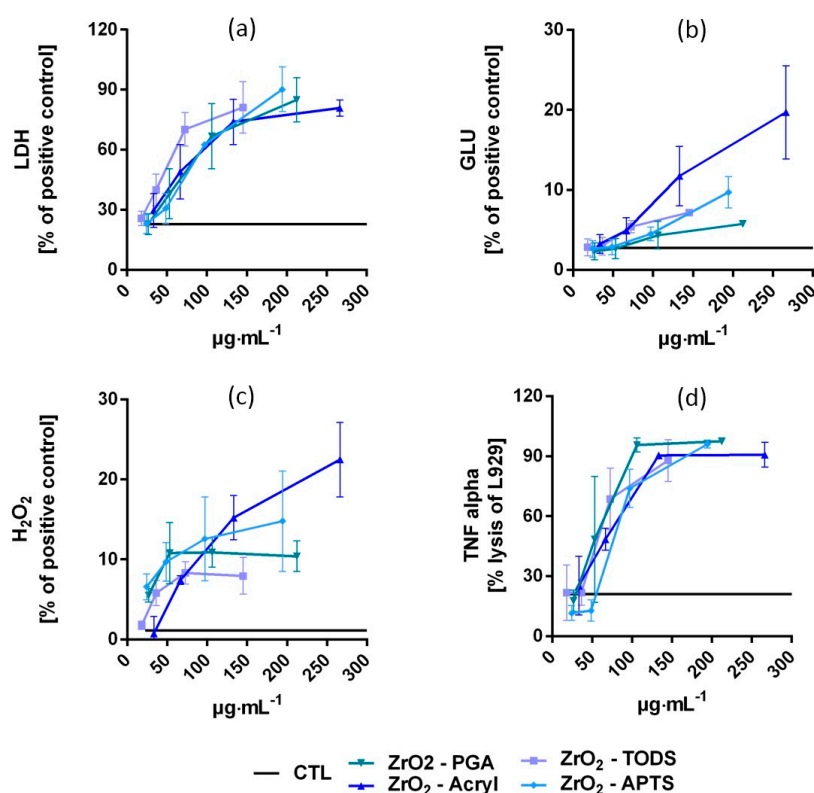 (a)
LDH
[% of positive control]
120
90
60
30
0
0 50 100 150 200 250 300
µg·mL⁻¹
(b)
GLU
[% of positive control]
30
20
10
0
0 50 100 150 200 250 300
µg·mL⁻¹
(c)
H₂O₂
[% of positive control]
30
20
10
0
0 50 100 150 200 250 300
µg·mL⁻¹
(d)
TNF alpha
[% lysis of L929]
120
90
60
30
0
0 50 100 150 200 250 300
µg·mL⁻¹
CTL
ZrO2 - PGA
ZrO₂ - Acryl
ZrO₂ - TODS
ZrO₂ - APTS